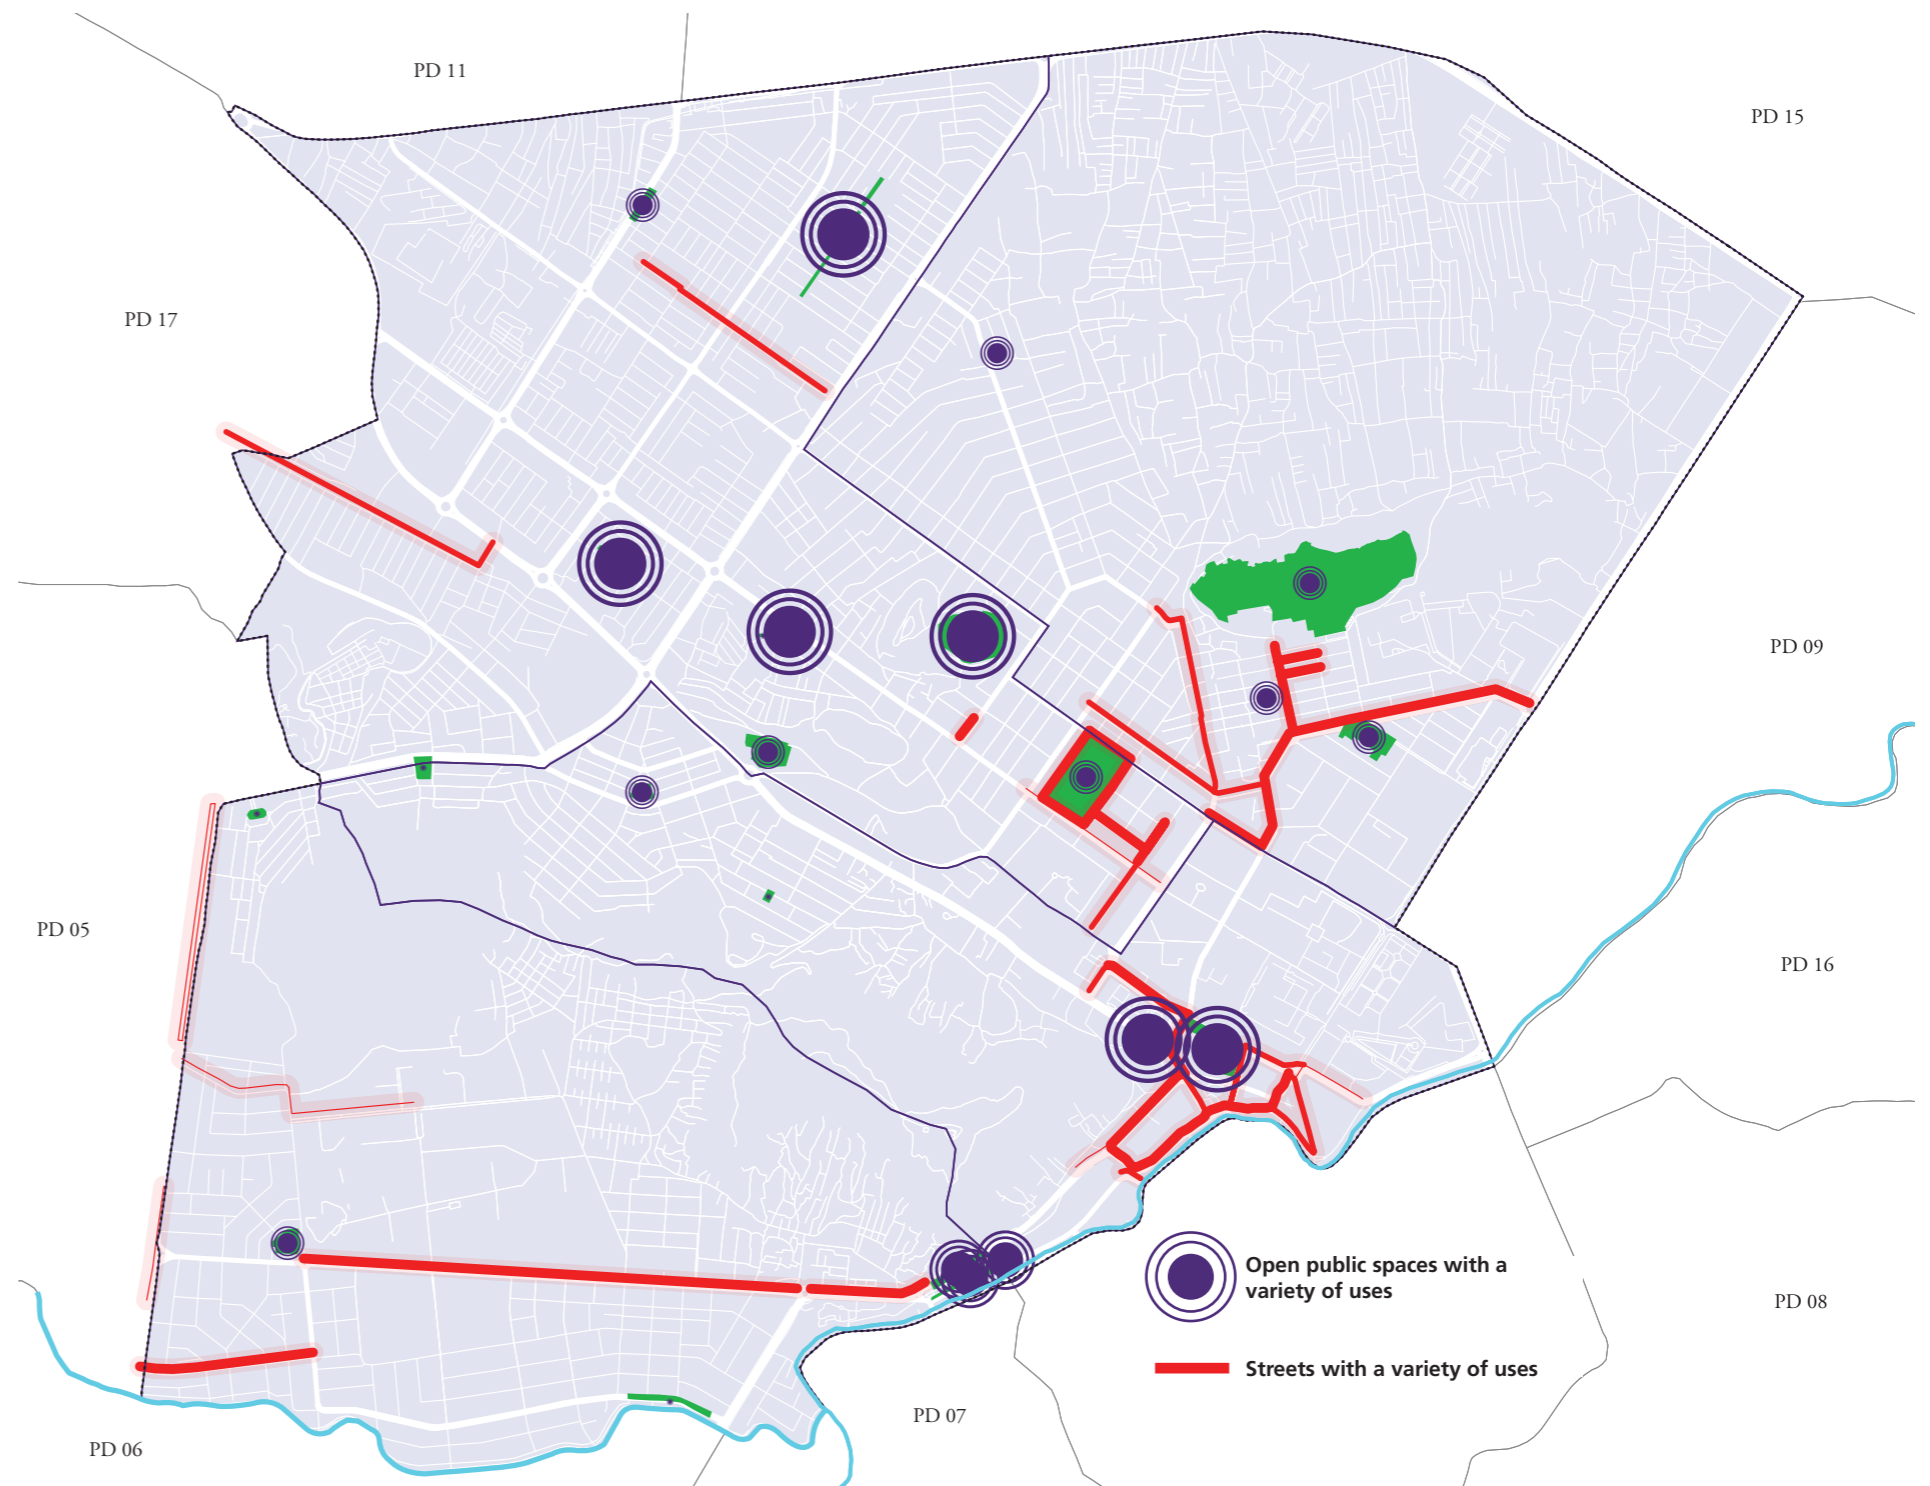 PD 11
PD 15
PD 17
PD 09
PD 05
PD 16
Open public spaces with a
variety of uses
PD 08
Streets with a variety of uses
PD 07
PD 06